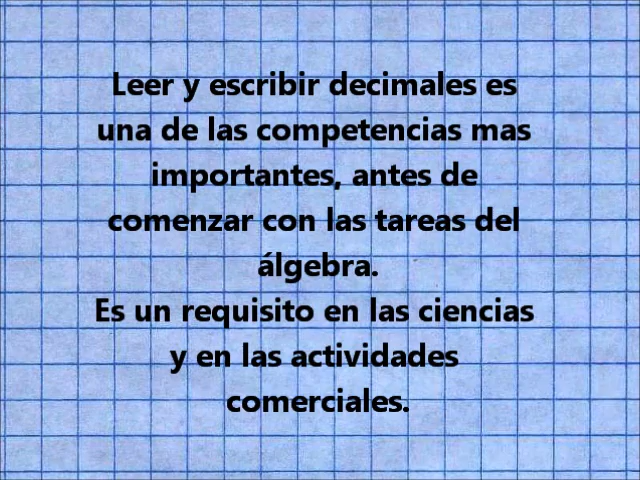 Leer y escribir decimales es
una de las competencias mas
importantes, antes de
comenzar con las tareas del
álgebra.
Es un requisito en las ciencias
y en las actividades
comerciales.